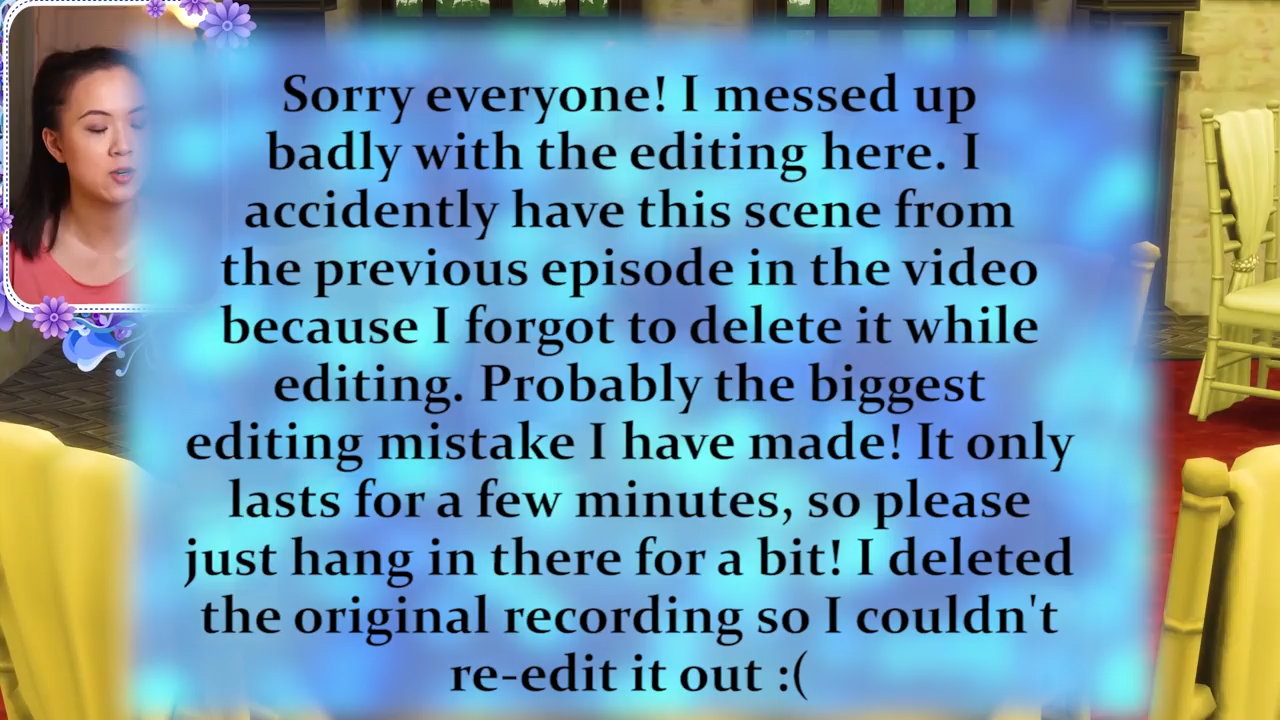 Sorry everyone! I messed up
badly with the editing here. I
accidently have this scene from
the previous episode in the video
because I forgot to delete it while
editing. Probably the biggest
editing mistake I have made! It only
lasts for a few minutes, so please
just hang in there for a bit! I deleted
the original recording so I couldn't
re-edit it out :(